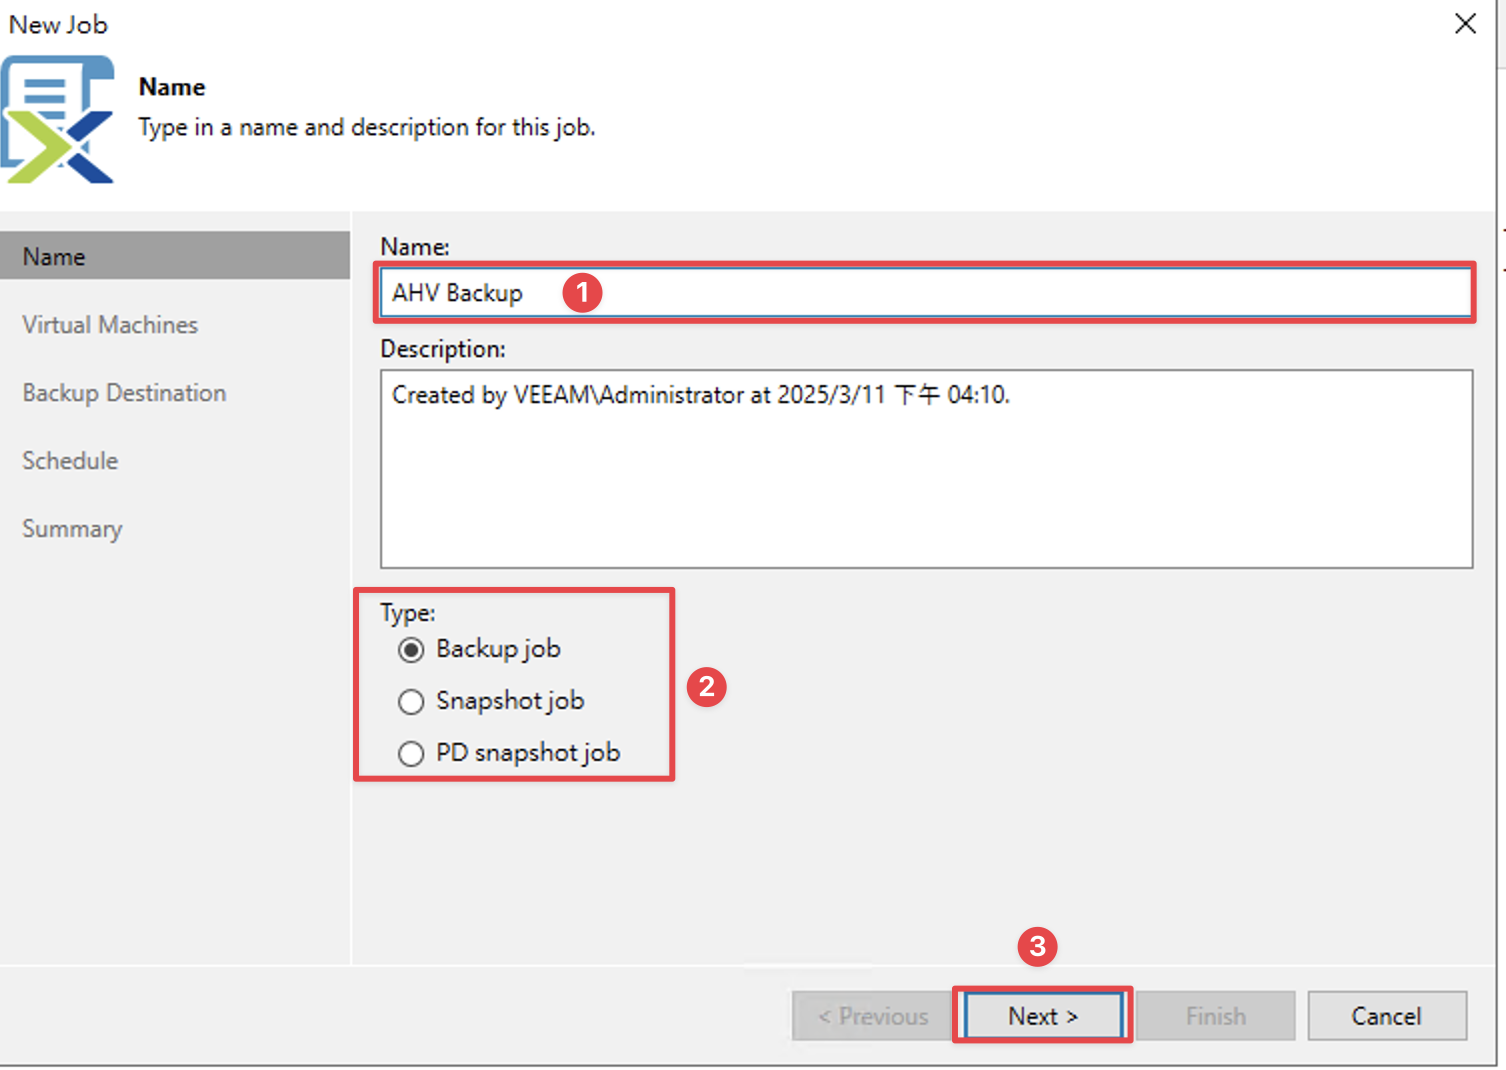 New Job
Name
Type in a name and description for this job.
Name
Virtual Machines
Backup Destination
Schedule
Summary
Name:
AHV Backup
1
Description:
Created by VEEAM\Administrator at 2025/3/11 下午 04:10.
Type:
Backup job
Snapshot job
PD snapshot job
2
3
< Previous
Next >
Finish
Cancel